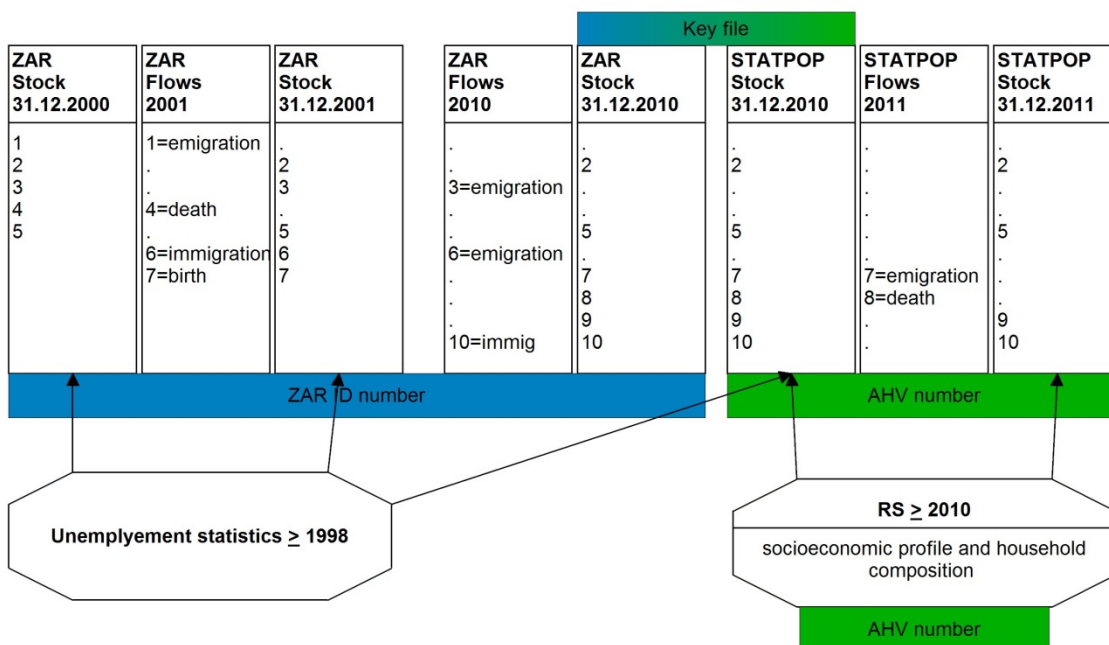 Key file
ZAR
Stock
31.12.2000
1
2
3
4
5
ZAR
Flows
2001
1=emigration
.
.
4=death
.
6=immigration
7=birth
ZAR
Stock
31.12.2001
.
2
3
.
5
6
7
ZAR
Flows
2010
.
.
3=emigration
.
.
6=emigration
.
.
.
10=immig
ZAR
Stock
31.12.2010
.
2
.
.
5
.
7
8
9
10
STATPOP
Stock
31.12.2010
.
2
.
.
5
.
7
8
9
10
STATPOP
Flows
2011
.
.
.
.
.
.
7=emigration
8=death
.
.
STATPOP
Stock
31.12.2011
.
2
.
.
5
.
.
.
9
10
ZAR ID number
AHV number
Unemplyement statistics ≥ 1998
RS ≥ 2010
socioeconomic profile and household
composition
AHV number